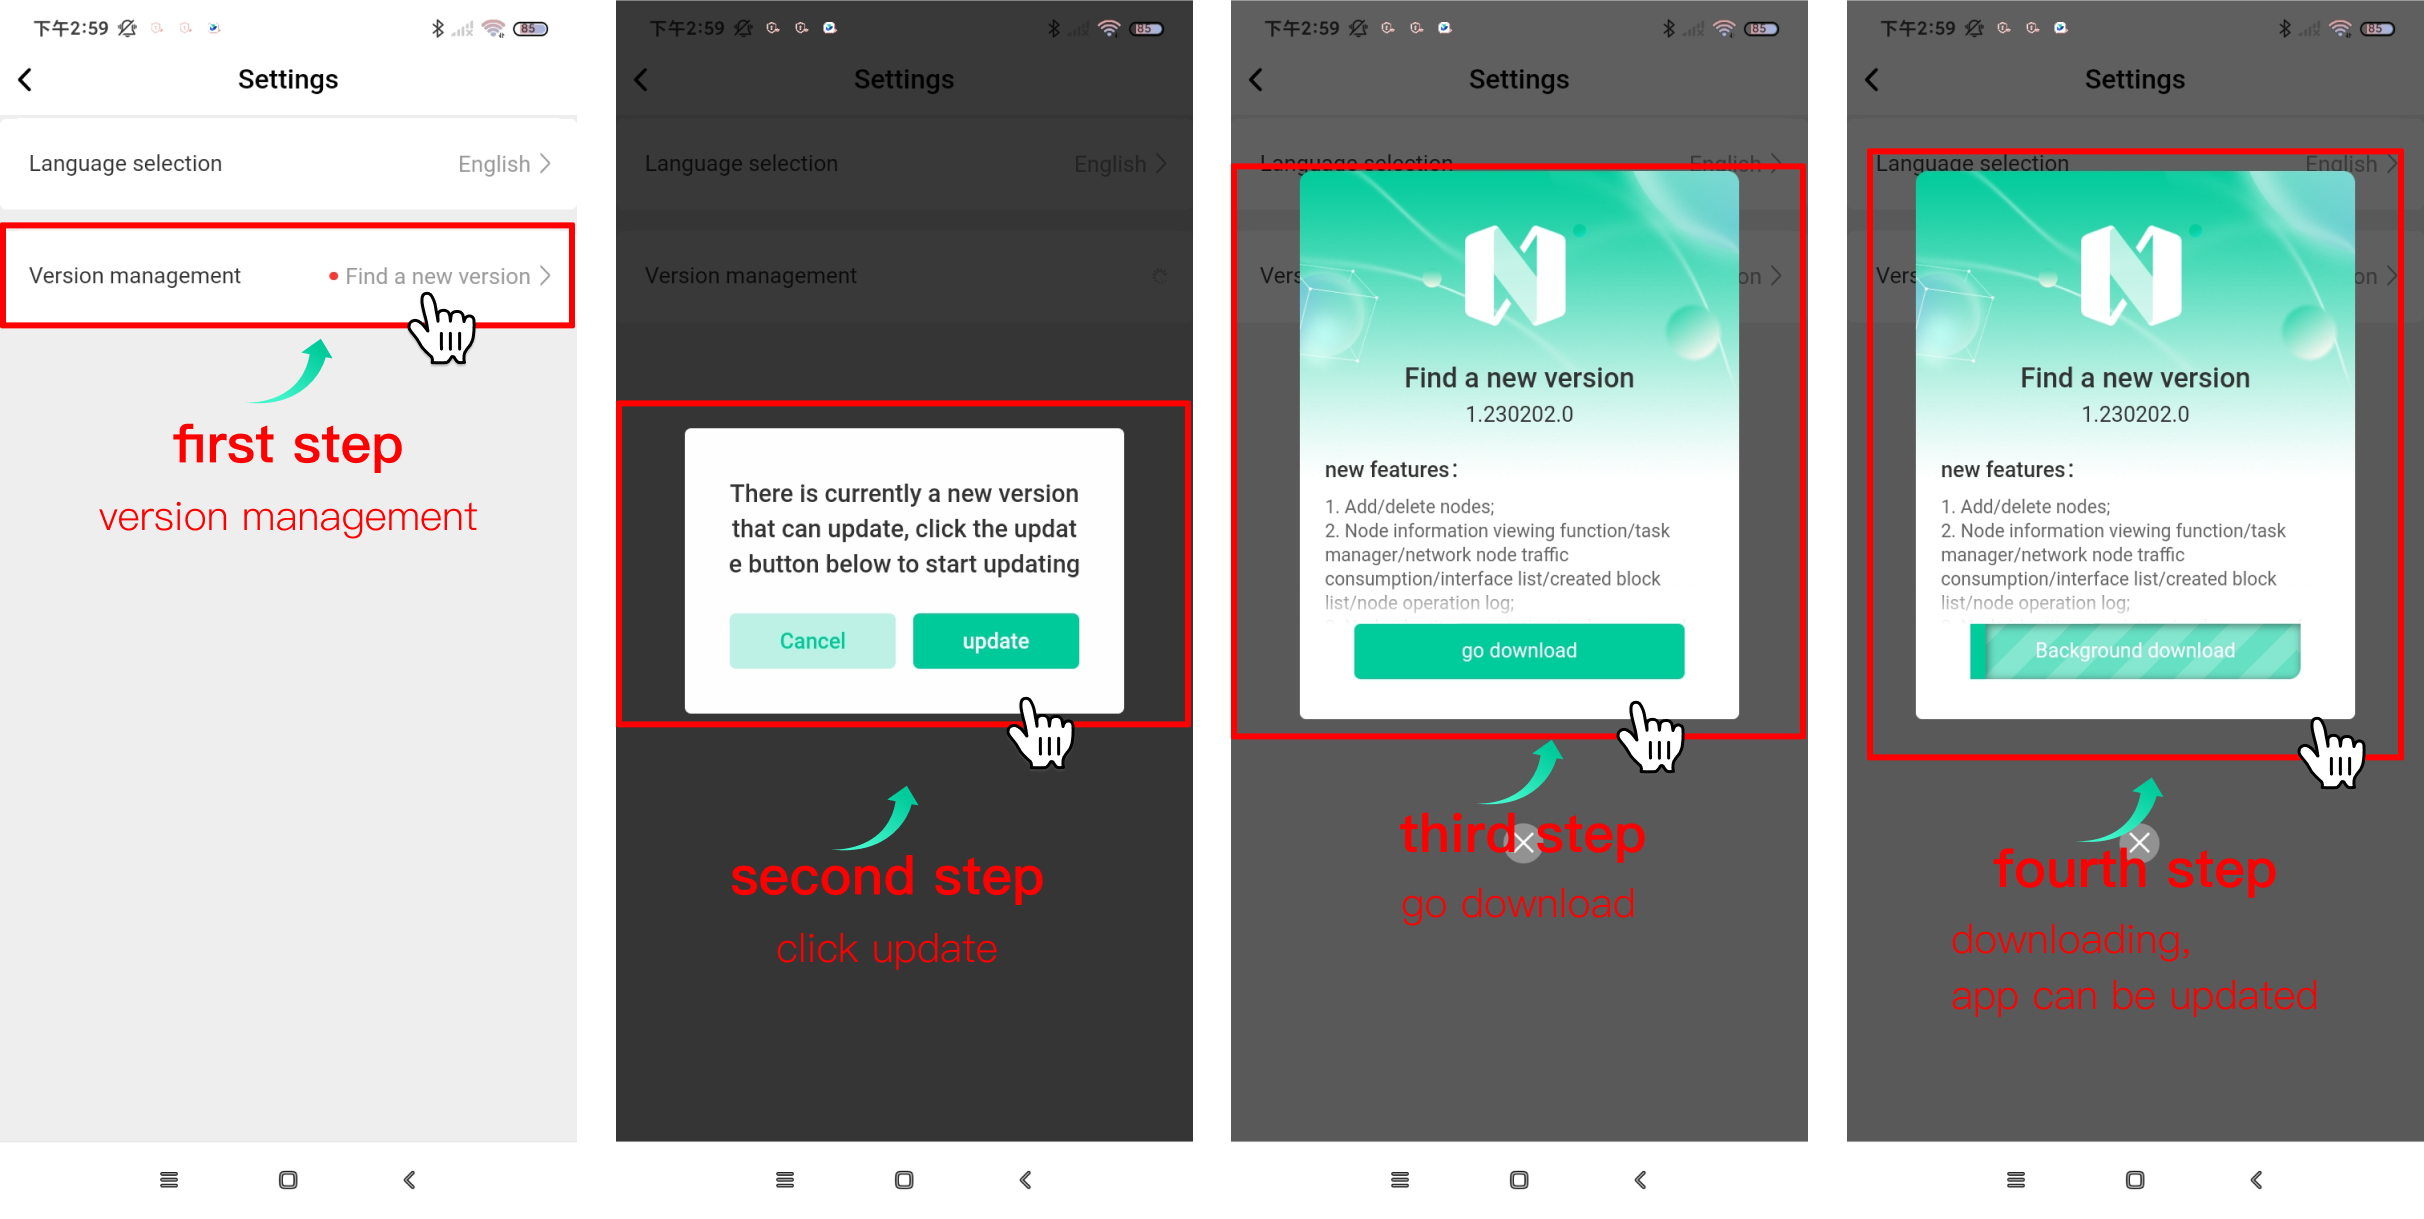 下午2:59
85
Settings
Language selection
English
Version management
Find a new version
first step
version management
下午2:59
85
Settings
Language selection
English
Version management
There is currently a new version
that can update, click the updat
e button below to start updating
Cancel
update
second step
click update
下午2:59
85
Settings
Language selection
English
Vers
on
Find a new version
1.230202.0
new features：
1. Add/delete nodes;
2. Node information viewing function/task
manager/network node traffic
consumption/interface list/created block
list/node operation log;
go download
third step
go download
下午2:59
85
Settings
Language selection
English
Vers
on
Find a new version
1.230202.0
new features：
1. Add/delete nodes;
2. Node information viewing function/task
manager/network node traffic
consumption/interface list/created block
list/node operation log;
Background download
fourth step
downloading,
app can be updated